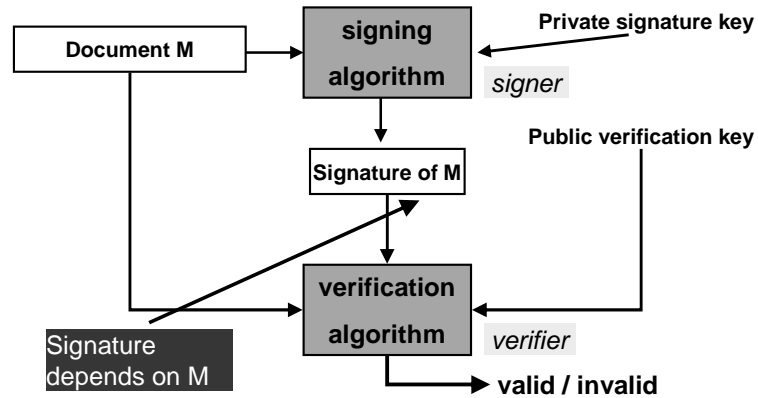 Document M
signing
algorithm
Private signature key
signer
Public verification key
Signature of M
verification
algorithm
verifier
Signature
depends on M
valid / invalid